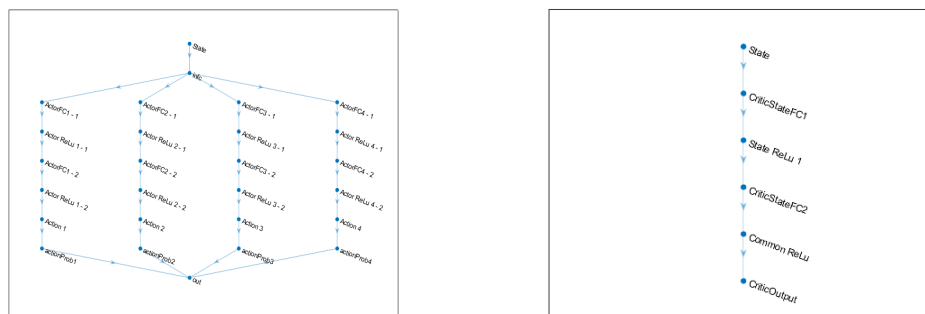 State
infc
ActorFC1 - 1
ActorFC2 - 1
ActorFC3 - 1
ActorFC4 - 1
Actor ReLu 1 - 1
Actor ReLu 2 - 1
Actor ReLu 3 - 1
Actor ReLu 4 - 1
ActorFC1 - 2
ActorFC2 - 2
ActorFC3 - 2
ActorFC4 - 2
Actor ReLu 1 - 2
Actor ReLu 2 - 2
Actor ReLu 3 - 2
Actor ReLu 4 - 2
Action 1
Action 2
Action 3
Action 4
actionProb1
actionProb2
actionProb3
actionProb4
out
State
CriticStateFC1
State ReLu 1
CriticStateFC2
Common ReLu
CriticOutput